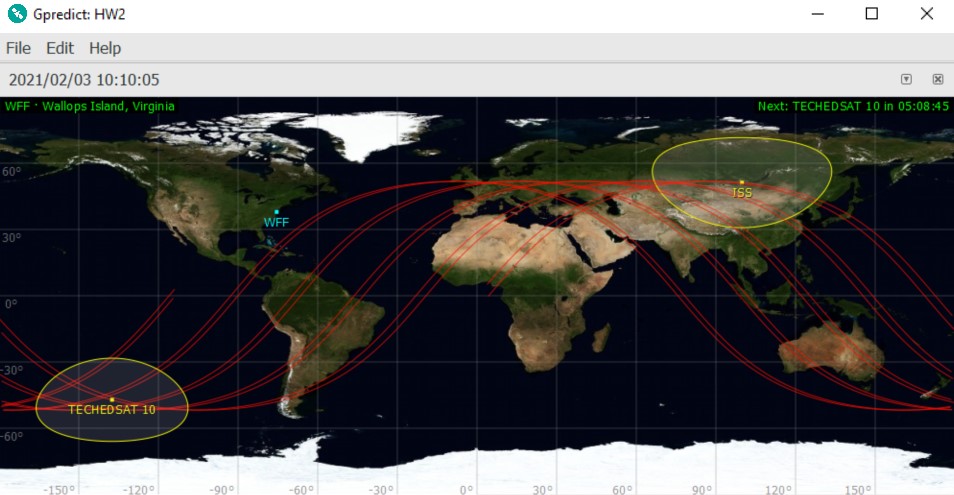 Gpredict: HW2
File Edit Help
2021/02/03 10:10:05
WFF · Wallops Island, Virginia Next: TECHEDSAT 10 in 05:08:45
60°
ISS
WFF
30°
0°
-30°
TECHEDSAT 10
-60°
-150° -120° -90° -60° -30° 0° 30° 60° 90° 120° 150°